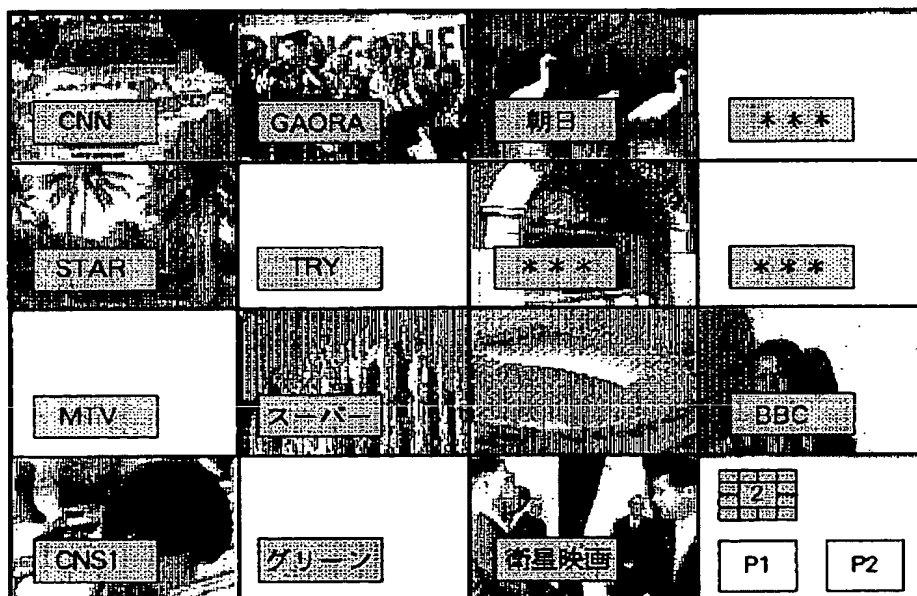 CNN
GAORA
朝日
***
STAR
TRY
***
***
MTV
スーパー
BBC
CNS1
グリーン
衛星映画
2
P1
P2